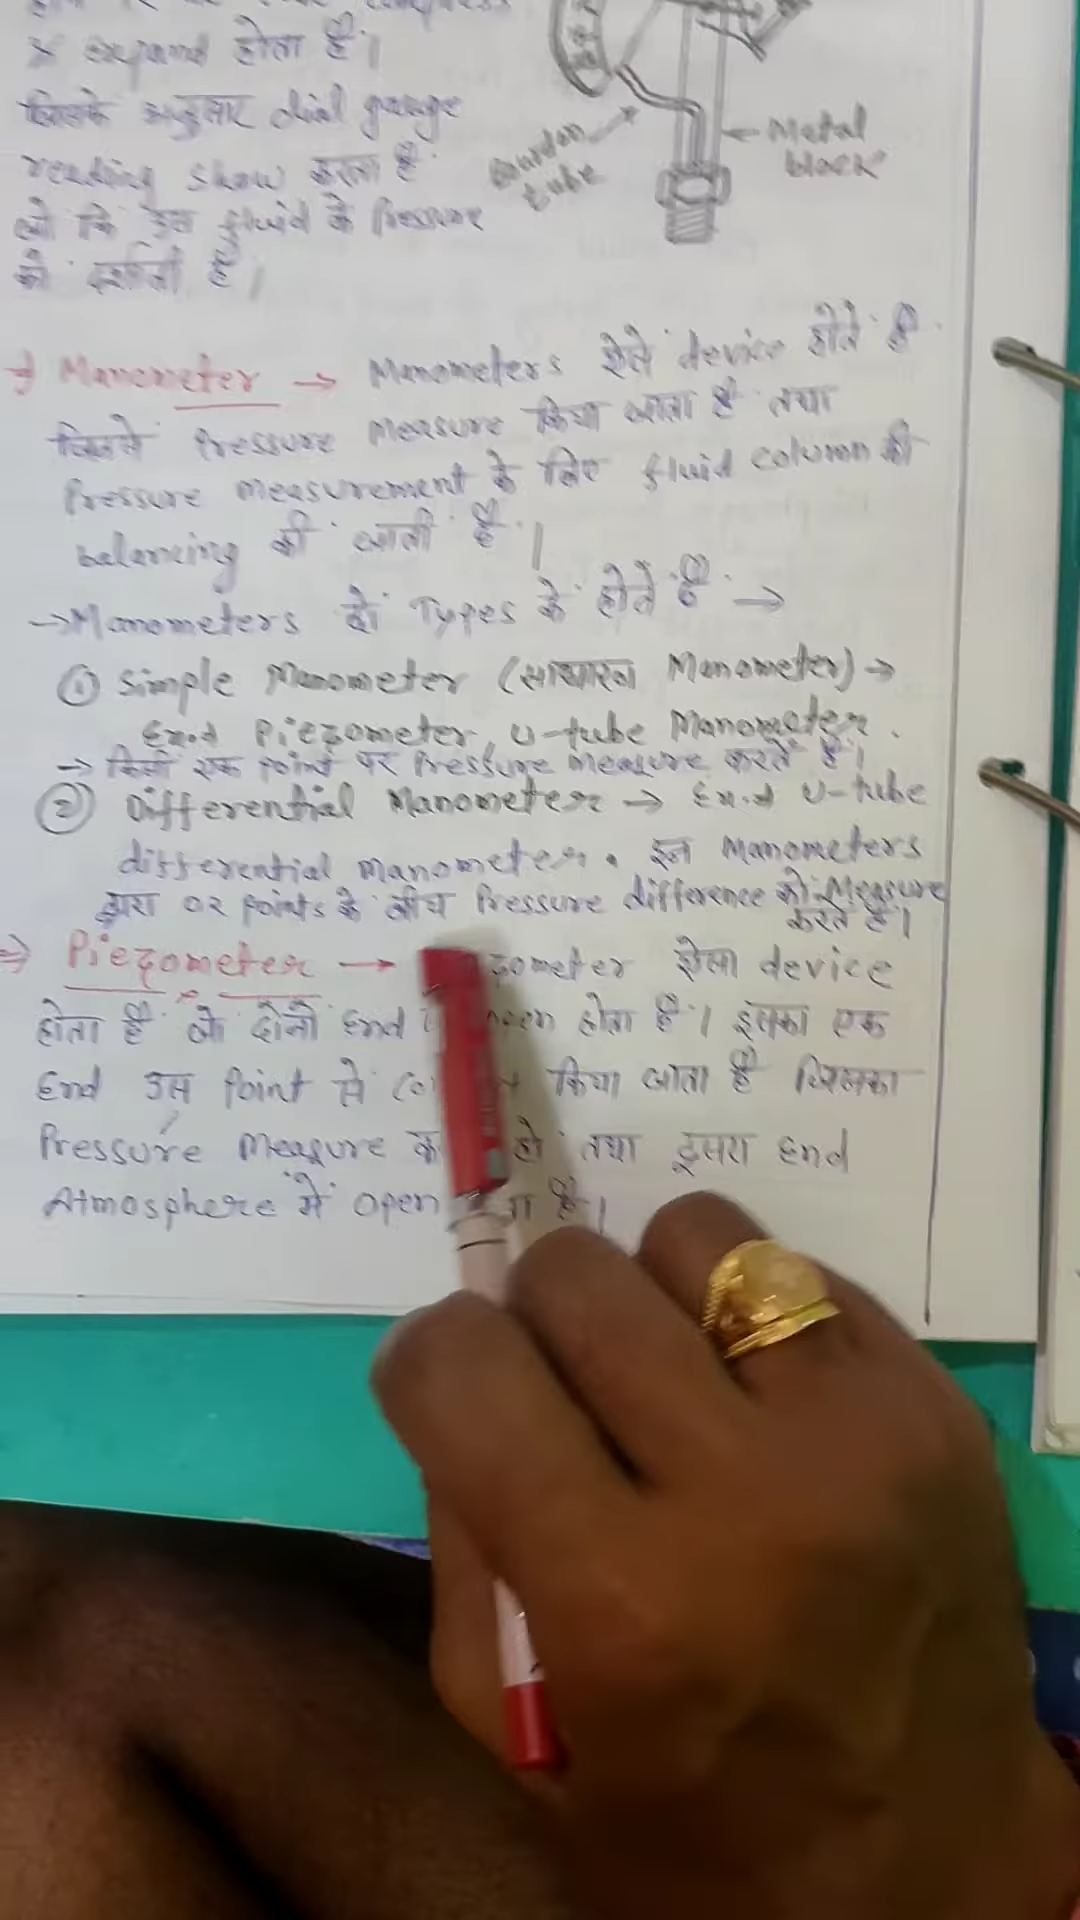 expand होता है।
जिसके अनुसार dial gauge
reading show करता है
जो कि उस fluid के Pressure
को दर्शाती है।
Bourdon
tube
Metal
block
Manometer → Manometers ऐसे device होते है
जिनसे Pressure measure किया जाता है तथा
Pressure measurement के लिए fluid column की
balancing की जाती है।
→ Manometers दो Types के होते है →
① Simple Manometer (साधारन Manometer) →
Ex.→ Piezometer, U-tube Manometer.
→ किसी एक point पर Pressure measure करते है।
② Differential Manometer → Ex.→ U-tube
differential manometer. इन Manometers
द्वारा 02 points के बीच Pressure difference को Measure
करते है।
⇒ Piezometer → zometer ऐसा device
होता है जो दोनों End open होता है। इसका एक
End उस Point से किया जाता है जिसका
Pressure Measure हो तथा दूसरा End
Atmosphere में open है।